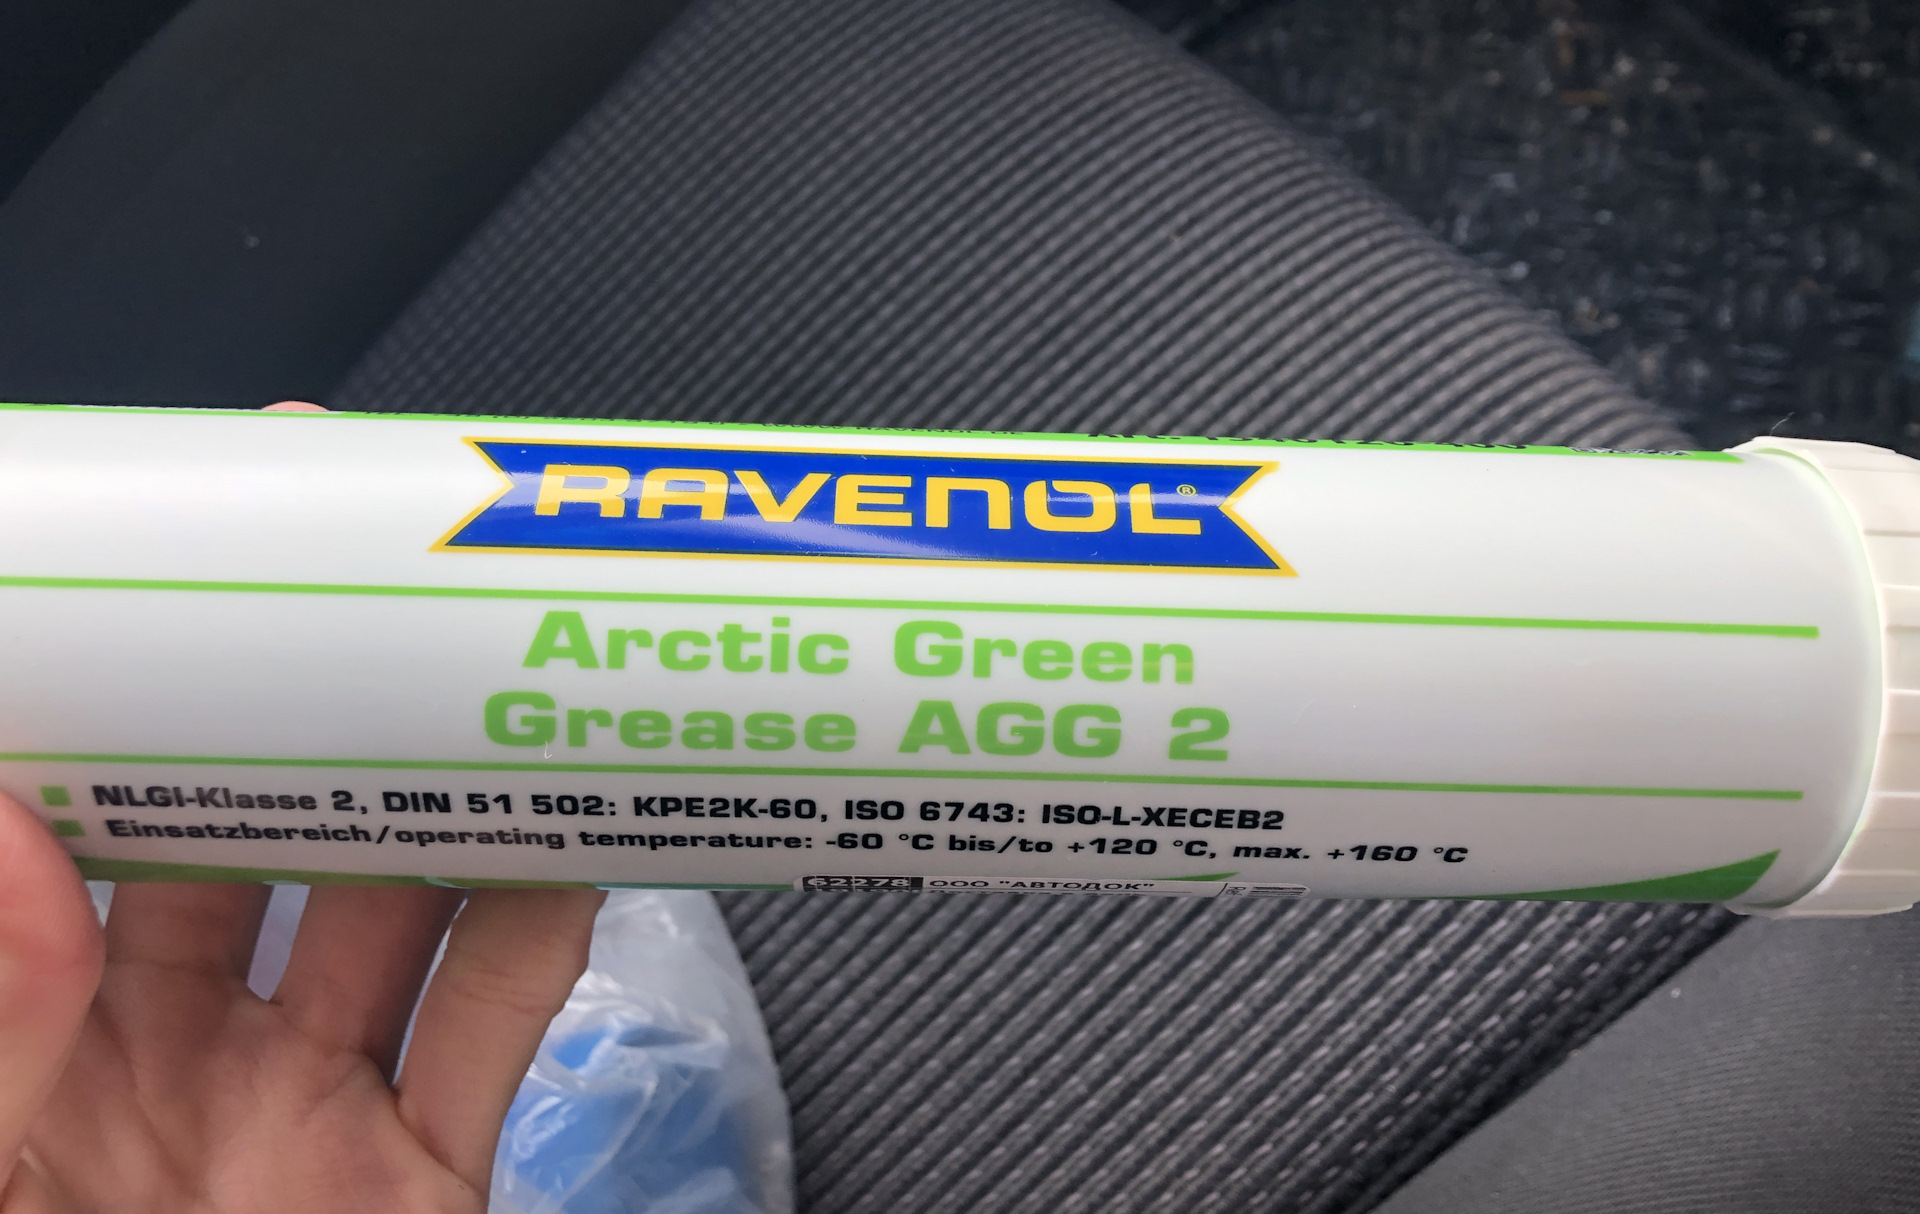 RAVENOL®
Arctic Green
Grease AGG 2
NLGI-Klasse 2, DIN 51 502: KPE2K-60, ISO 6743: ISO-L-XECEB2
Einsatzbereich/operating temperature: -60 °C bis/to +120 °C, max. +160 °C
62278 ООО "АВТОДОК"